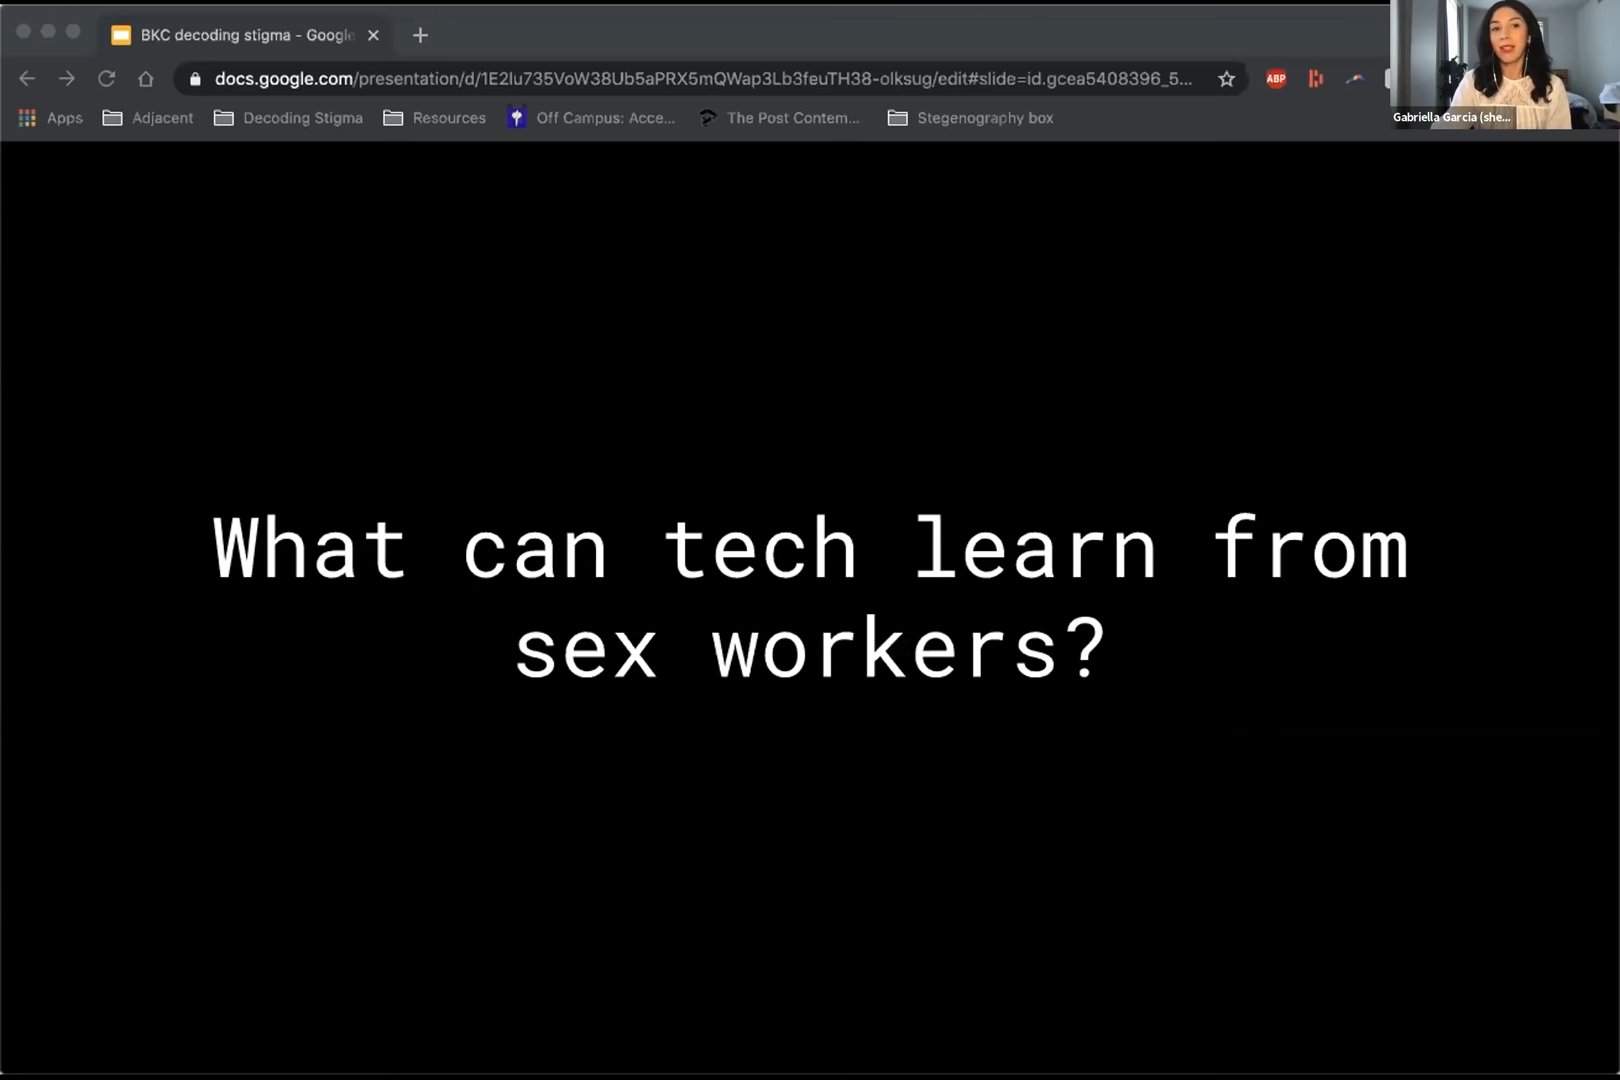 BKC decoding stigma - Google
docs.google.com/presentation/d/1E2lu735VoW38Ub5aPRX5mQWap3Lb3feuTH38-olksug/edit#slide=id.gcea5408396_5...
ABP
Apps Adjacent Decoding Stigma Resources Off Campus: Acce... The Post Contem... Stegenography box
Gabriella Garcia (she...
What can tech learn from
sex workers?